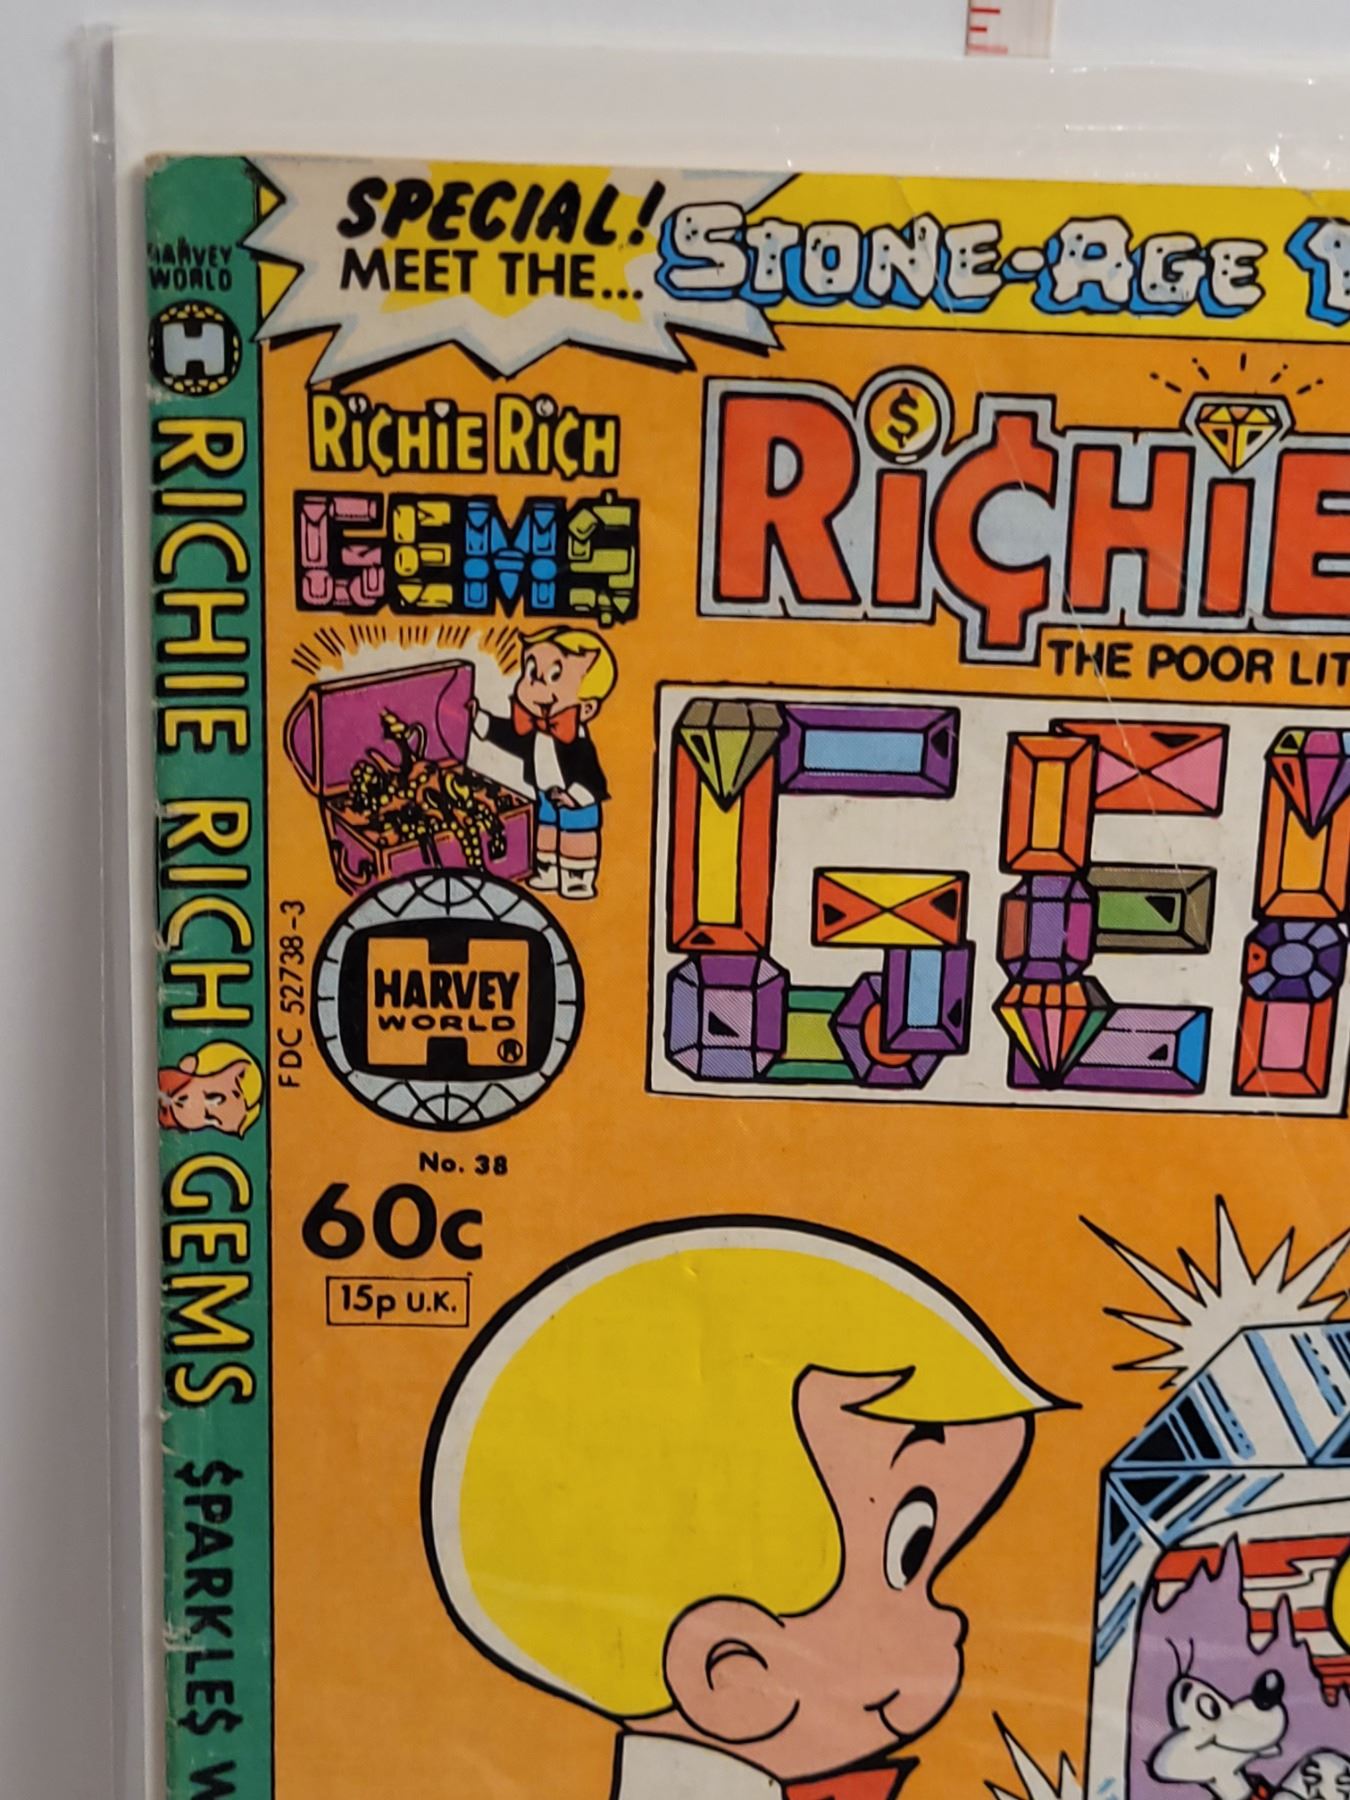 SPECIAL!
MEET THE...
STONE-AGE
HARVEY
WORLD
H
RiCHiE RiCH
GEMS
RiCHiE
THE POOR
GEM
FDC 52738-3
HARVEY
WORLD
®
No. 38
60c
15p U.K.
RICHIE RICH GEMS $PARKLE$